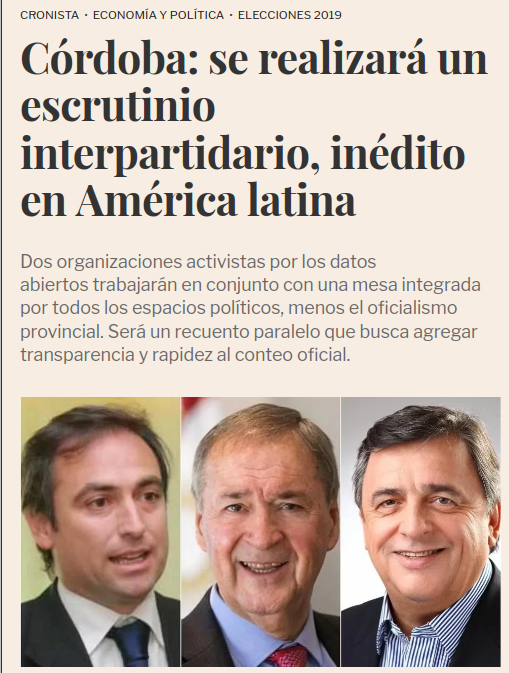 CRONISTA • ECONOMÍA Y POLÍTICA • ELECCIONES 2019
Córdoba: se realizará un
escrutinio
interpartidario, inédito
en América latina
Dos organizaciones activistas por los datos
abiertos trabajarán en conjunto con una mesa integrada
por todos los espacios políticos, menos el oficialismo
provincial. Será un recuento paralelo que busca agregar
transparencia y rapidez al conteo oficial.